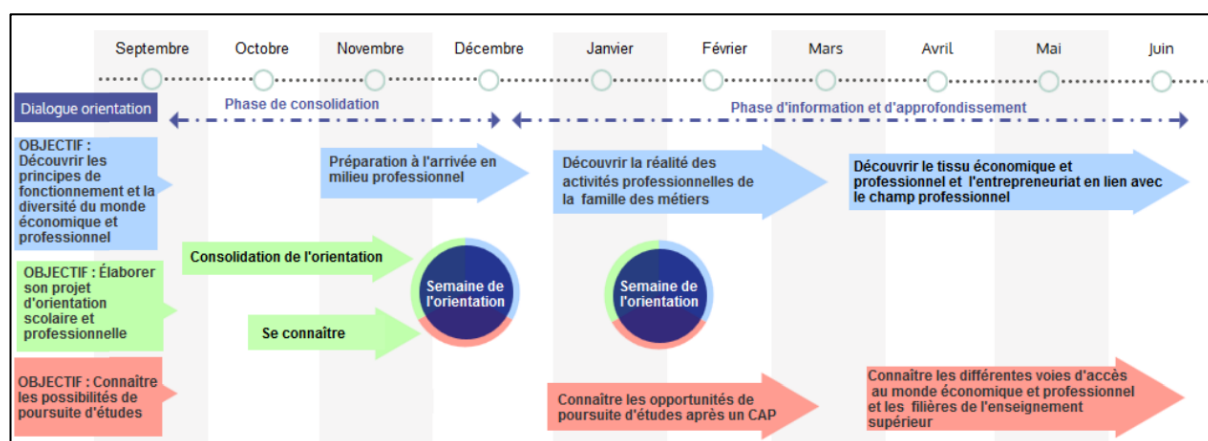 Septembre Octobre Novembre Décembre Janvier Février Mars Avril Mai Juin
Dialogue orientation
Phase de consolidation
Phase d'information et d'approfondissement
OBJECTIF :
Découvrir les
principes de
fonctionnement et la
diversité du monde
économique et
professionnel
Préparation à l'arrivée en
milieu professionnel
Découvrir la réalité des
activités professionnelles de
la famille des métiers
Découvrir le tissu économique et
professionnel et l'entrepreneuriat en lien avec
le champ professionnel
OBJECTIF : Élaborer
son projet
d'orientation
scolaire et
professionnelle
Consolidation de l'orientation
Se connaître
Semaine de
l'orientation
Semaine de
l'orientation
OBJECTIF: Connaître
les possibilités de
poursuite d'études
Connaître les opportunités de
poursuite d'études après un CAP
Connaître les différentes voies d'accès
au monde économique et professionnel
et les filières de l'enseignement
supérieur